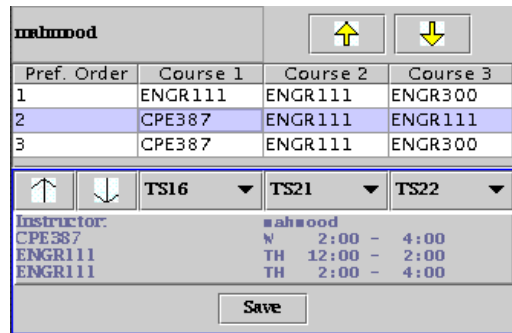 mahmood
Pref. Order Course 1 Course 2 Course 3
1 ENGR111 ENGR111 ENGR300
2 CPE387 ENGR111 ENGR111
3 CPE387 ENGR111 ENGR300
TS16 TS21 TS22
Instructor: mahmood
CPE387 W 2:00 - 4:00
ENGR111 TH 12:00 - 2:00
ENGR111 TH 2:00 - 4:00
Save